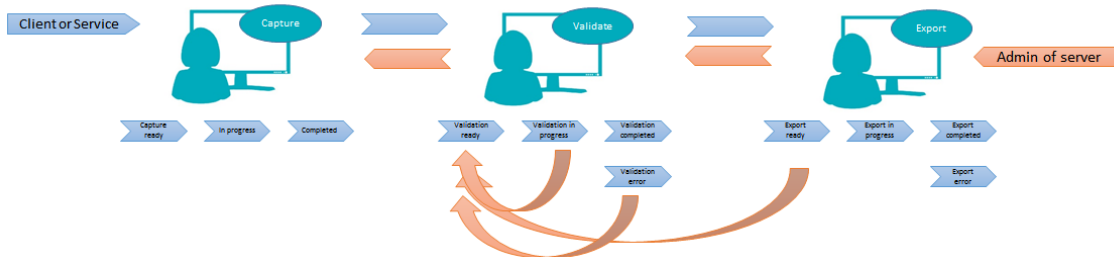 Client or Service
Capture
Validate
Export
Admin of server
Capture
ready
In progress
Completed
Validation
ready
Validation in
progress
Validation
completed
Export
ready
Export in
progress
Export
completed
Validation
error
Export
error